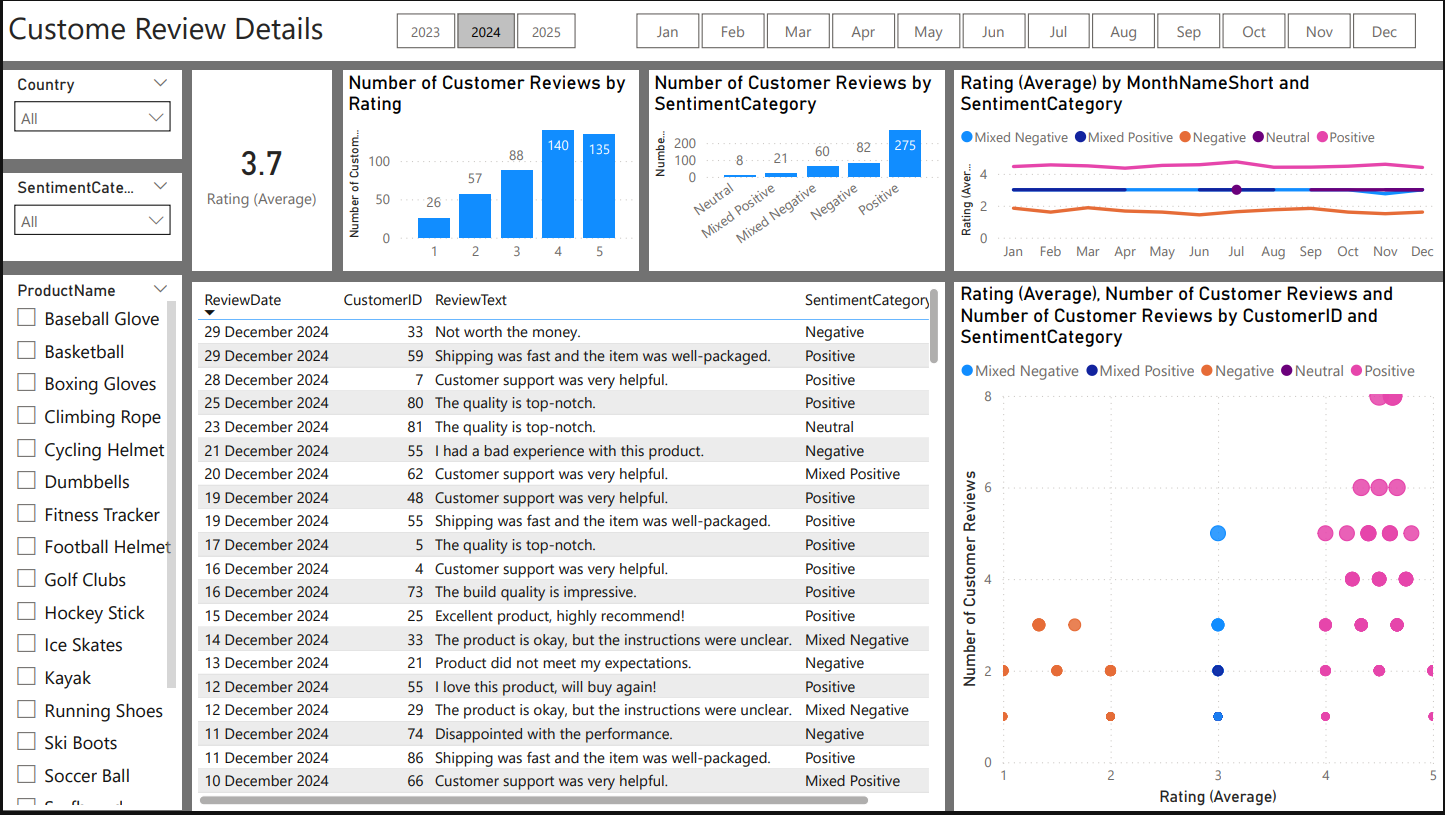 Custome Review Details
2023 2024 2025
Jan Feb Mar Apr May Jun Jul Aug Sep Oct Nov Dec
Country
All
SentimentCate...
All
ProductName
Baseball Glove
Basketball
Boxing Gloves
Climbing Rope
Cycling Helmet
Dumbbells
Fitness Tracker
Football Helmet
Golf Clubs
Hockey Stick
Ice Skates
Kayak
Running Shoes
Ski Boots
Soccer Ball
3.7
Rating (Average)
Number of Customer Reviews by
Rating
Number of Custom...
100
50
0
26 57 88 140 135
1 2 3 4 5
Number of Customer Reviews by
SentimentCategory
Numbe...
200
100
0
8 21 60 82 275
Neutral
Mixed Positive
Mixed Negative
Negative
Positive
Rating (Average) by MonthNameShort and
SentimentCategory
Mixed Negative Mixed Positive Negative Neutral Positive
Rating (Aver...
4
2
0
Jan Feb Mar Apr May Jun Jul Aug Sep Oct Nov Dec
ReviewDate CustomerID ReviewText SentimentCategory
29 December 2024 33 Not worth the money. Negative
29 December 2024 59 Shipping was fast and the item was well-packaged. Positive
28 December 2024 7 Customer support was very helpful. Positive
25 December 2024 80 The quality is top-notch. Positive
23 December 2024 81 The quality is top-notch. Neutral
21 December 2024 55 I had a bad experience with this product. Negative
20 December 2024 62 Customer support was very helpful. Mixed Positive
19 December 2024 48 Customer support was very helpful. Positive
19 December 2024 55 Shipping was fast and the item was well-packaged. Positive
17 December 2024 5 The quality is top-notch. Positive
16 December 2024 4 Customer support was very helpful. Positive
16 December 2024 73 The build quality is impressive. Positive
15 December 2024 25 Excellent product, highly recommend! Positive
14 December 2024 33 The product is okay, but the instructions were unclear. Mixed Negative
13 December 2024 21 Product did not meet my expectations. Negative
12 December 2024 55 I love this product, will buy again! Positive
12 December 2024 29 The product is okay, but the instructions were unclear. Mixed Negative
11 December 2024 74 Disappointed with the performance. Negative
11 December 2024 86 Shipping was fast and the item was well-packaged. Positive
10 December 2024 66 Customer support was very helpful. Mixed Positive
Rating (Average), Number of Customer Reviews and
Number of Customer Reviews by CustomerID and
SentimentCategory
Mixed Negative Mixed Positive Negative Neutral Positive
Number of Customer Reviews
8
6
4
2
0
1 2 3 4 5
Rating (Average)